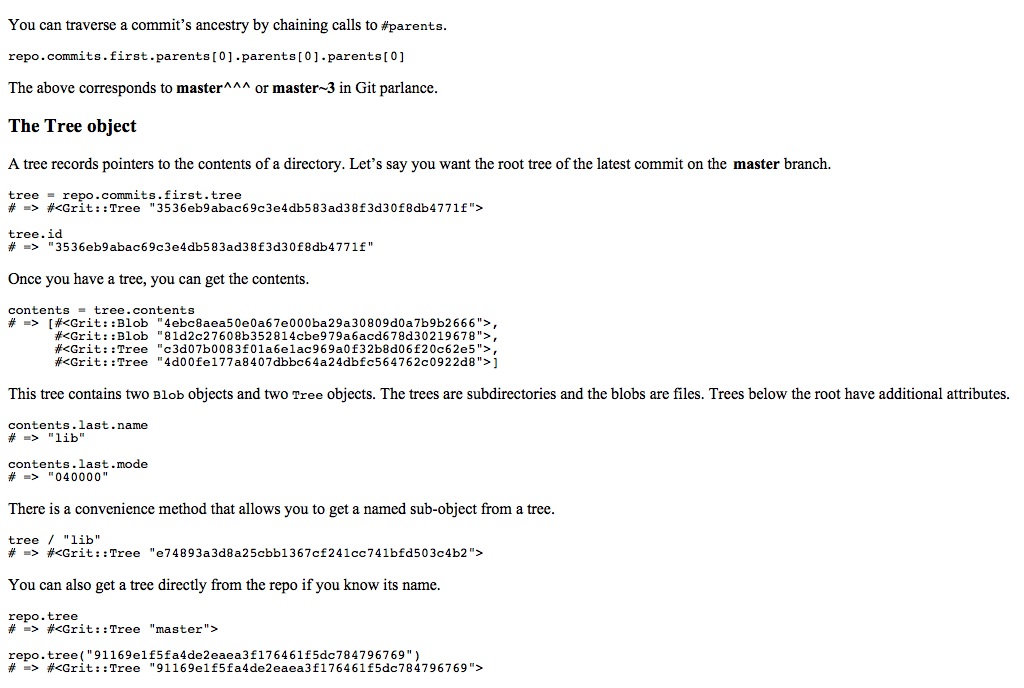 You can traverse a commit’s ancestry by chaining calls to #parents.
repo.commits.first.parents[0].parents[0].parents[0]
The above corresponds to master^^^ or master~3 in Git parlance.
The Tree object
A tree records pointers to the contents of a directory. Let’s say you want the root tree of the latest commit on the master branch.
tree = repo.commits.first.tree
# => #<Grit::Tree "3536eb9abac69c3e4db583ad38f3d30f8db4771f">
tree.id
# => "3536eb9abac69c3e4db583ad38f3d30f8db4771f"
Once you have a tree, you can get the contents.
contents = tree.contents
# => [#<Grit::Blob "4ebc8aea50e0a67e000ba29a30809d0a7b9b2666">,
#<Grit::Blob "81d2c27608b352814cbe979a6acd678d30219678">,
#<Grit::Tree "c3d07b0083f01a6e1ac969a0f32b8d06f20c62e5">,
#<Grit::Tree "4d00fe177a8407dbbc64a24dbfc564762c0922d8">]
This tree contains two Blob objects and two Tree objects. The trees are subdirectories and the blobs are files. Trees below the root have additional attributes.
contents.last.name
# => "lib"
contents.last.mode
# => "040000"
There is a convenience method that allows you to get a named sub-object from a tree.
tree / "lib"
# => #<Grit::Tree "e74893a3d8a25cbb1367cf241cc741bfd503c4b2">
You can also get a tree directly from the repo if you know its name.
repo.tree
# => #<Grit::Tree "master">
repo.tree("91169e1f5fa4de2eaea3f176461f5dc784796769")
# => #<Grit::Tree "91169e1f5fa4de2eaea3f176461f5dc784796769">